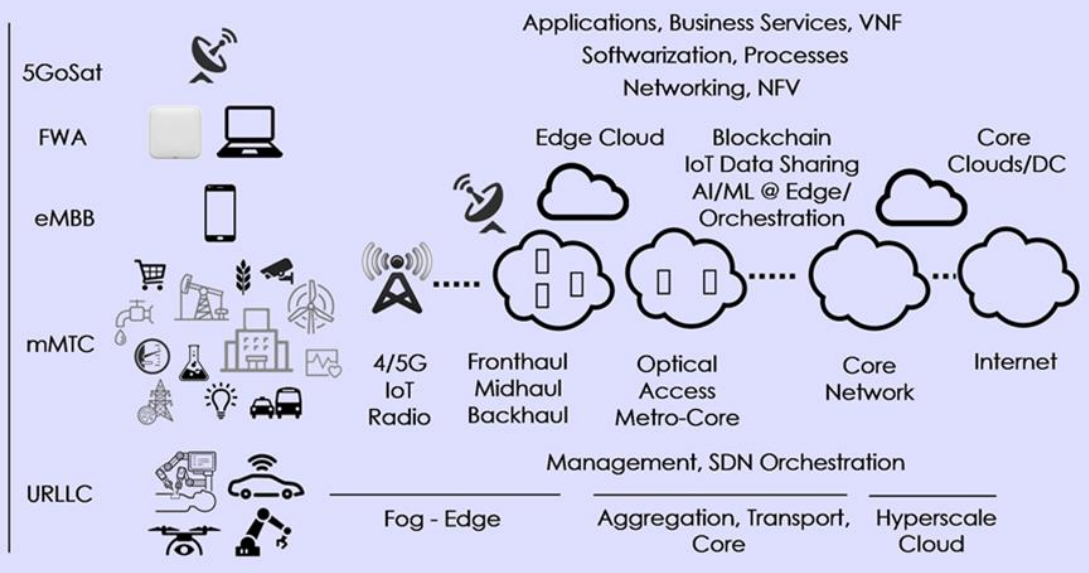 Applications, Business Services, VNF
Softwarization, Processes
Networking, NFV
5GoSat
FWA
eMBB
mMTC
URLLC
Edge Cloud
Blockchain
IoT Data Sharing
AI/ML @ Edge/
Orchestration
Core
Clouds/DC
4/5G
IoT
Radio
Fronthaul
Midhaul
Backhaul
Optical
Access
Metro-Core
Core
Network
Internet
Management, SDN Orchestration
Fog - Edge
Aggregation, Transport,
Core
Hyperscale
Cloud